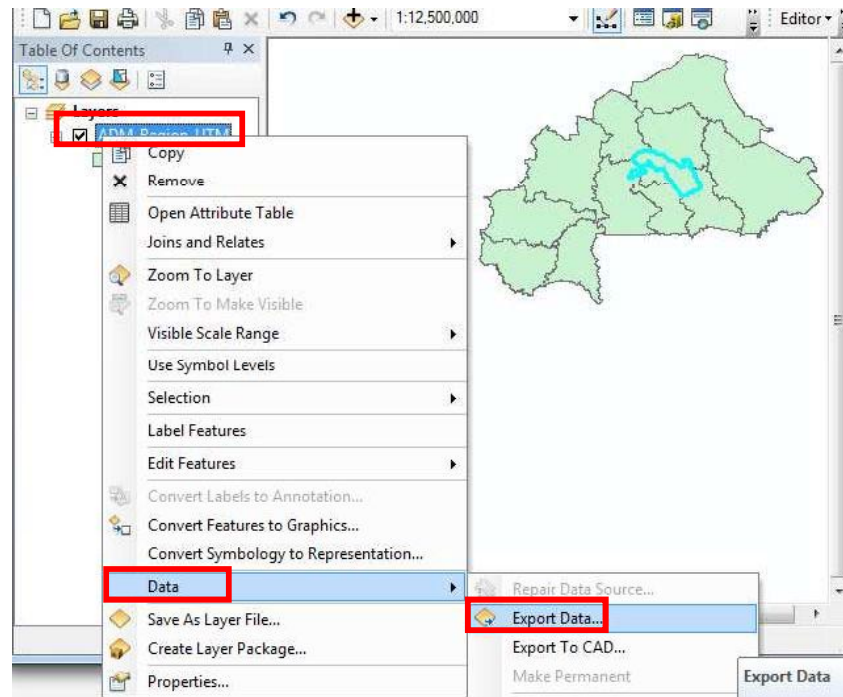 1:12,500,000
Editor
Table Of Contents
Layers
ADM_Region_UTM
Copy
Remove
Open Attribute Table
Joins and Relates
Zoom To Layer
Zoom To Make Visible
Visible Scale Range
Use Symbol Levels
Selection
Label Features
Edit Features
Convert Labels to Annotation...
Convert Features to Graphics...
Convert Symbology to Representation...
Data
Repair Data Source...
Save As Layer File...
Export Data...
Create Layer Package...
Export To CAD...
Properties...
Make Permanent
Export Data